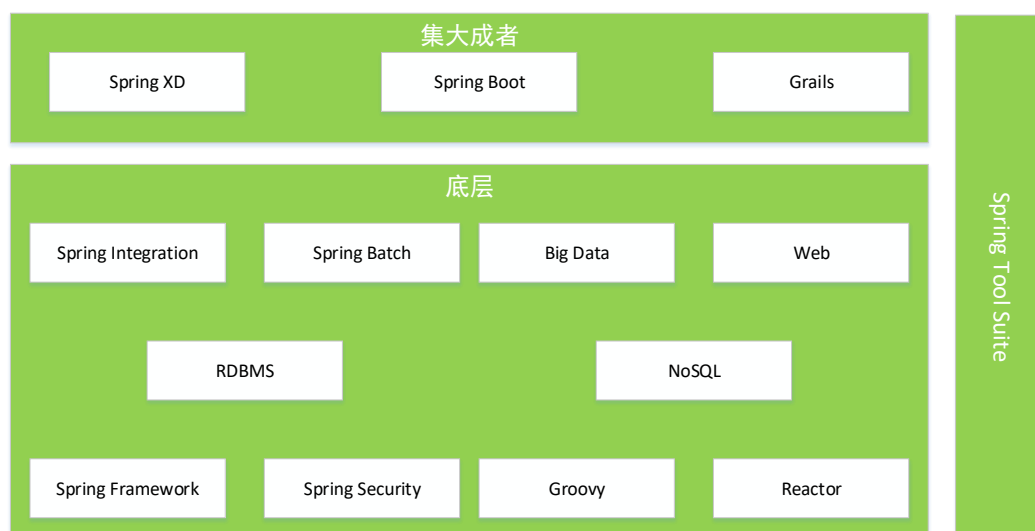 集大成者
Spring XD
Spring Boot
Grails
底层
Spring Integration
Spring Batch
Big Data
Web
RDBMS
NoSQL
Spring Framework
Spring Security
Groovy
Reactor
Spring Tool Suite